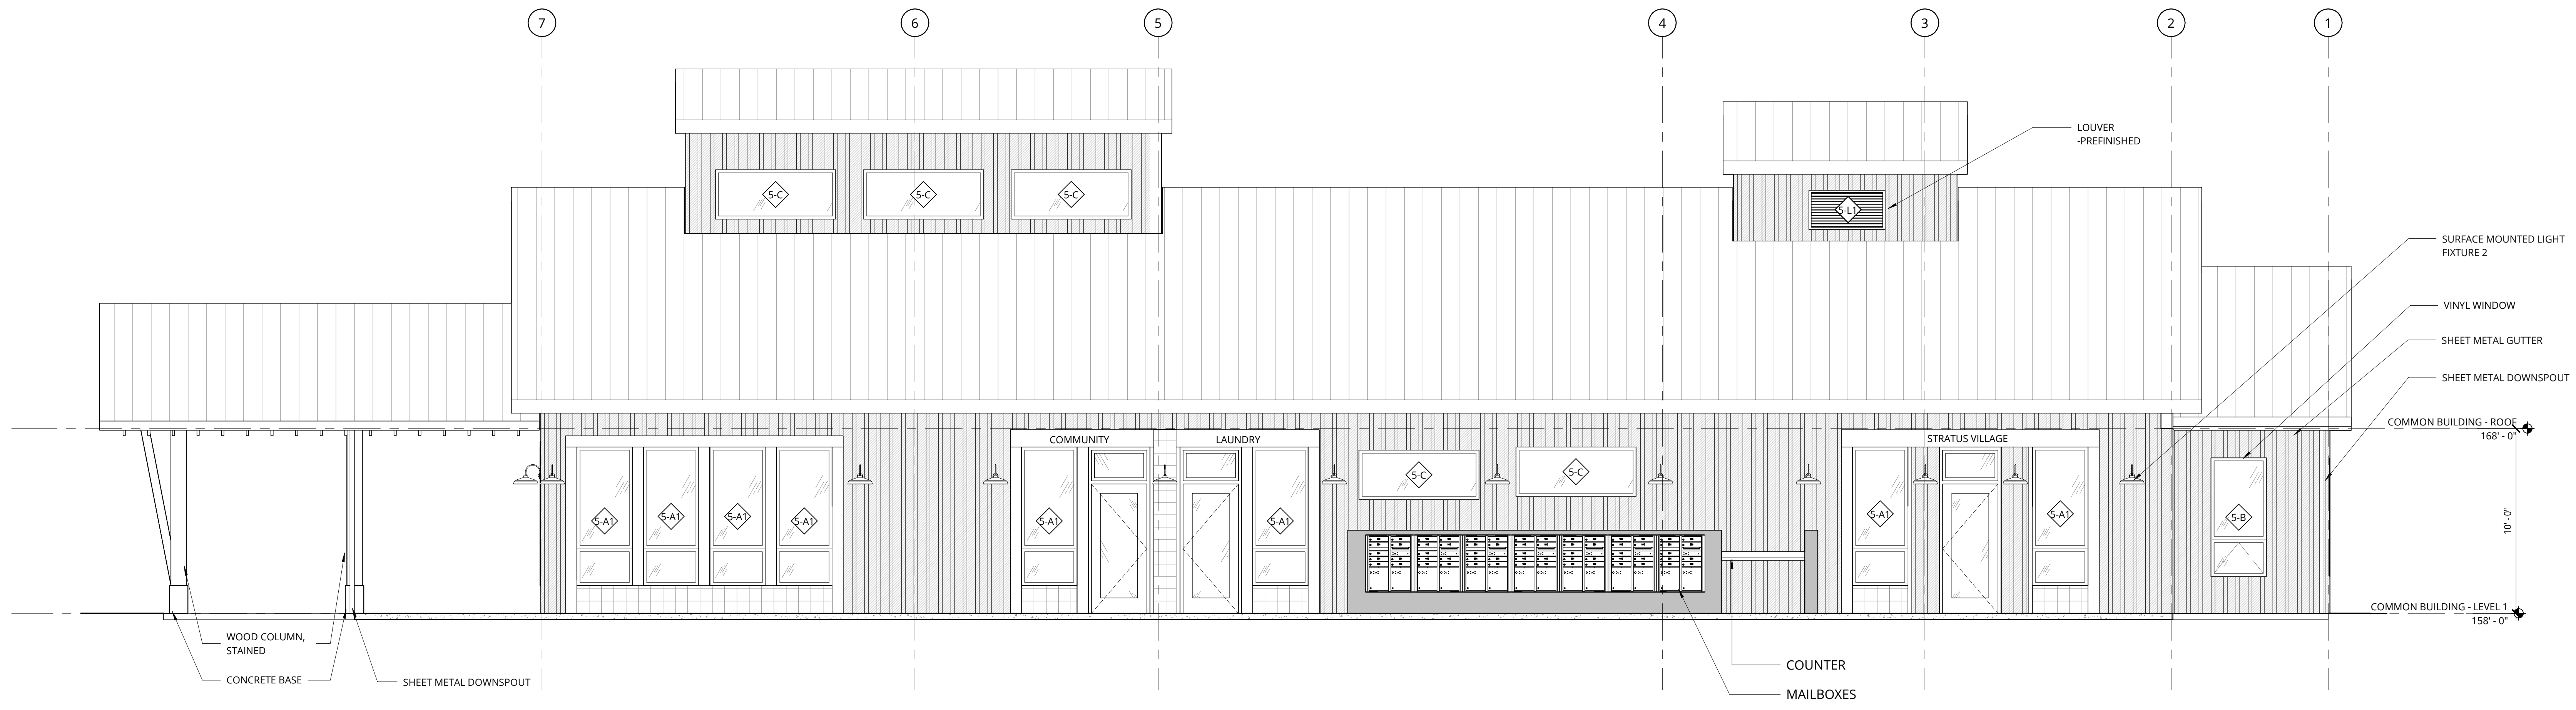 7
6
5
4
3
2
1
LOUVER
-PREFINISHED
5-C
5-C
5-C
5-L1
SURFACE MOUNTED LIGHT
FIXTURE 2
VINYL WINDOW
SHEET METAL GUTTER
SHEET METAL DOWNSPOUT
COMMON BUILDING - ROOF
168' - 0"
COMMUNITY
LAUNDRY
STRATUS VILLAGE
5-C
5-C
5-A1
5-A1
5-A1
5-A1
5-A1
5-A1
5-A1
5-A1
5-B
10' - 0"
COMMON BUILDING - LEVEL 1
158' - 0"
WOOD COLUMN,
STAINED
CONCRETE BASE
SHEET METAL DOWNSPOUT
COUNTER
MAILBOXES